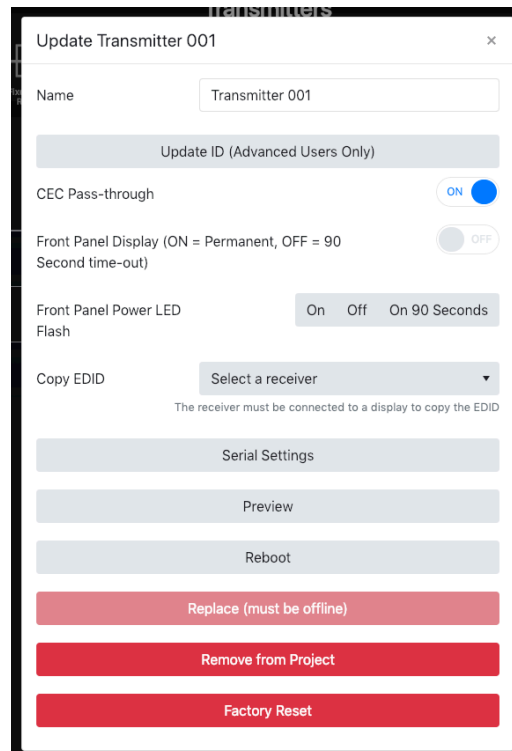 Transmitters
Update Transmitter 001 ×
Name Transmitter 001
Update ID (Advanced Users Only)
CEC Pass-through ON
Front Panel Display (ON = Permanent, OFF = 90 OFF
Second time-out)
Front Panel Power LED On Off On 90 Seconds
Flash
Copy EDID Select a receiver
The receiver must be connected to a display to copy the EDID
Serial Settings
Preview
Reboot
Replace (must be offline)
Remove from Project
Factory Reset